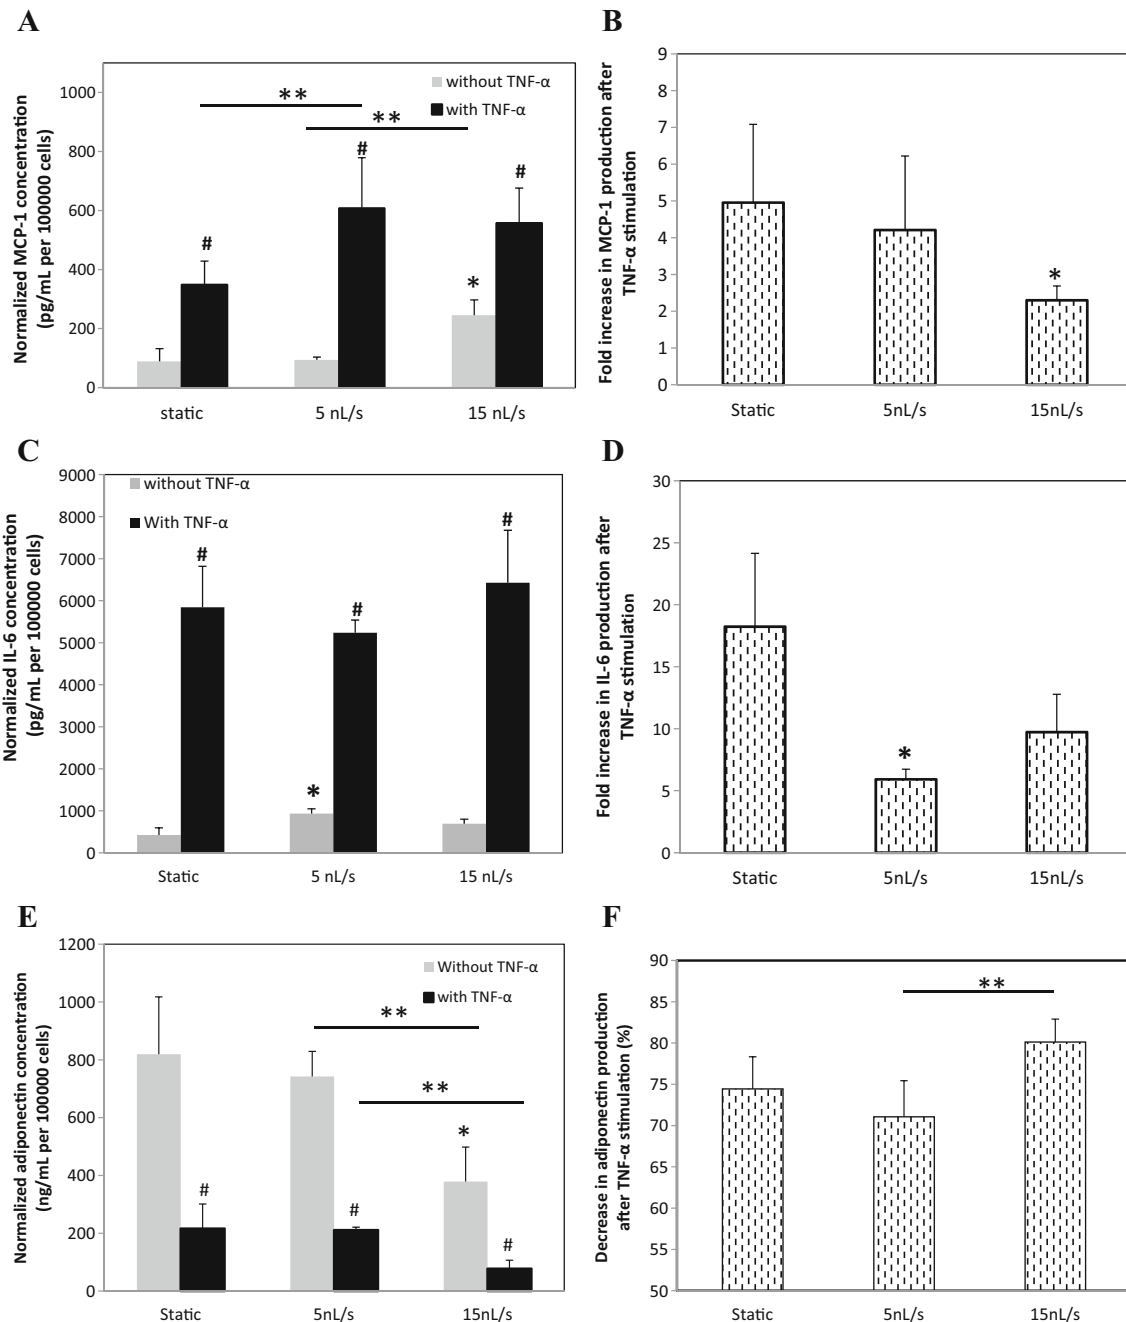 A
Normalized MCP-1 concentration
(pg/mL per 100000 cells)
1000
800
600
400
200
0
without TNF-α
with TNF-α
**
**
#
#
#
*
static
5 nL/s
15 nL/s
B
Fold increase in MCP-1 production after
TNF-α stimulation
9
8
7
6
5
4
3
2
1
0
*
Static
5nL/s
15nL/s
C
Normalized IL-6 concentration
(pg/mL per 100000 cells)
9000
8000
7000
6000
5000
4000
3000
2000
1000
0
without TNF-α
With TNF-α
#
#
#
*
Static
5 nL/s
15 nL/s
D
Fold increase in IL-6 production after
TNF-α stimulation
30
25
20
15
10
5
0
*
Static
5nL/s
15nL/s
E
Normalized adiponectin concentration
(ng/mL per 100000 cells)
1200
1000
800
600
400
200
0
Without TNF-α
with TNF-α
**
**
*
#
#
#
Static
5nL/s
15nL/s
F
Decrease in adiponectin production
after TNF-α stimulation (%)
90
85
80
75
70
65
60
55
50
**
Static
5nL/s
15nL/s